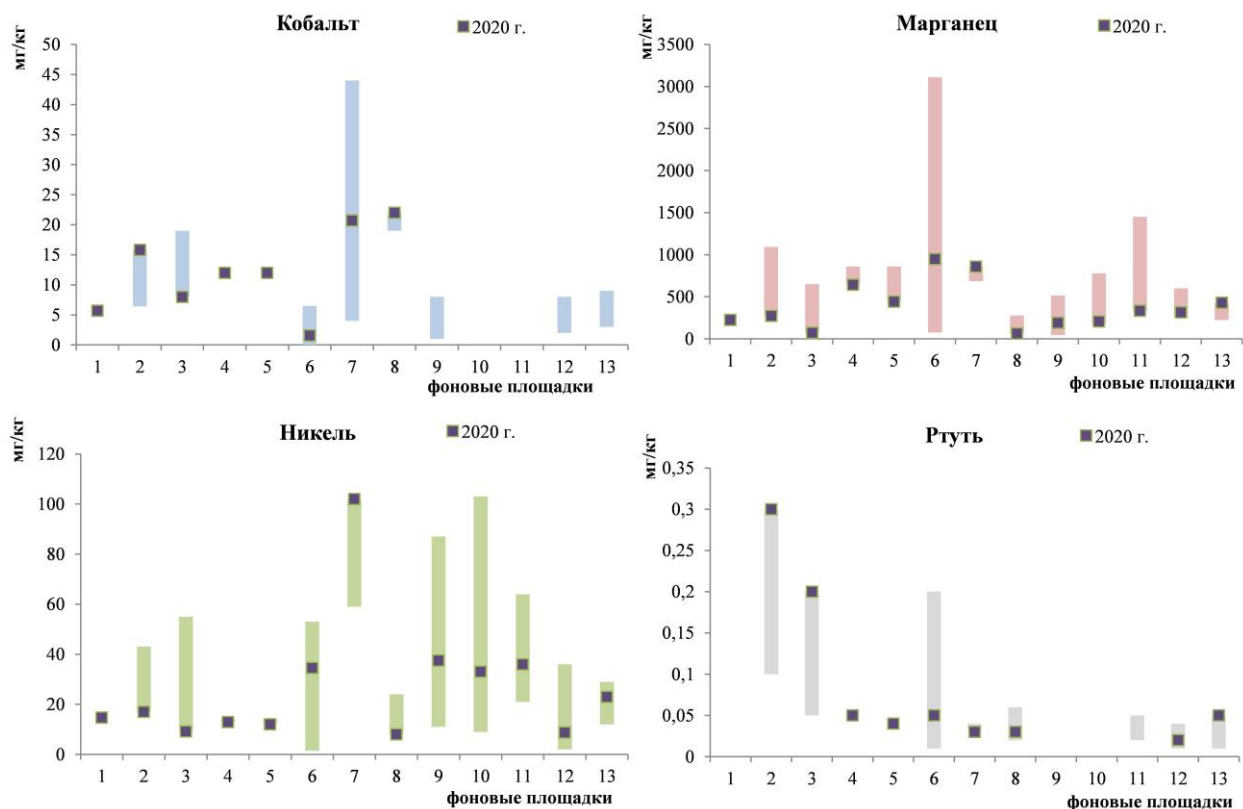 Кобальт
2020 г.
мг/кг
50
45
40
35
30
25
20
15
10
5
0
1 2 3 4 5 6 7 8 9 10 11 12 13
фоновые площадки
Марганец
2020 г.
мг/кг
3500
3000
2500
2000
1500
1000
500
0
1 2 3 4 5 6 7 8 9 10 11 12 13
фоновые площадки
Никель
2020 г.
мг/кг
120
100
80
60
40
20
0
1 2 3 4 5 6 7 8 9 10 11 12 13
фоновые площадки
Ртуть
2020 г.
мг/кг
0,35
0,3
0,25
0,2
0,15
0,1
0,05
0
1 2 3 4 5 6 7 8 9 10 11 12 13
фоновые площадки